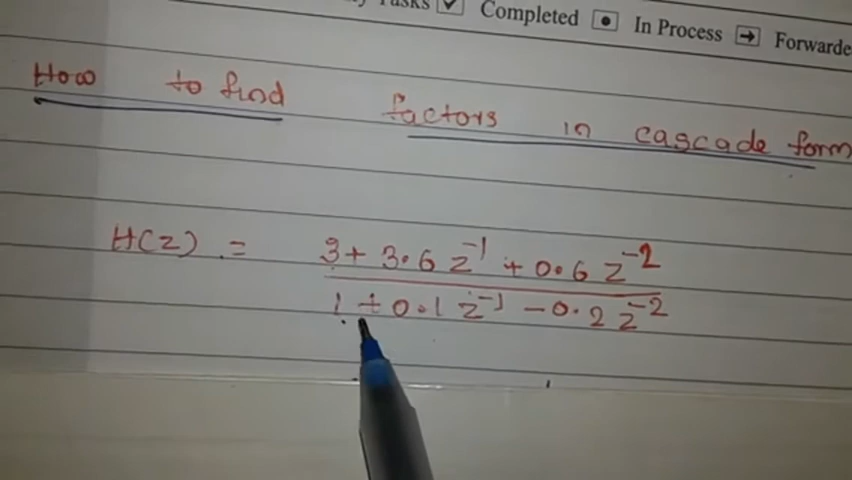 Tasks ✓ Completed • In Process → Forwarde
How to find factors in cascade form
H(z) = 3 + 3.6 z⁻¹ + 0.6 z⁻²
1 + 0.1 z⁻¹ - 0.2 z⁻²